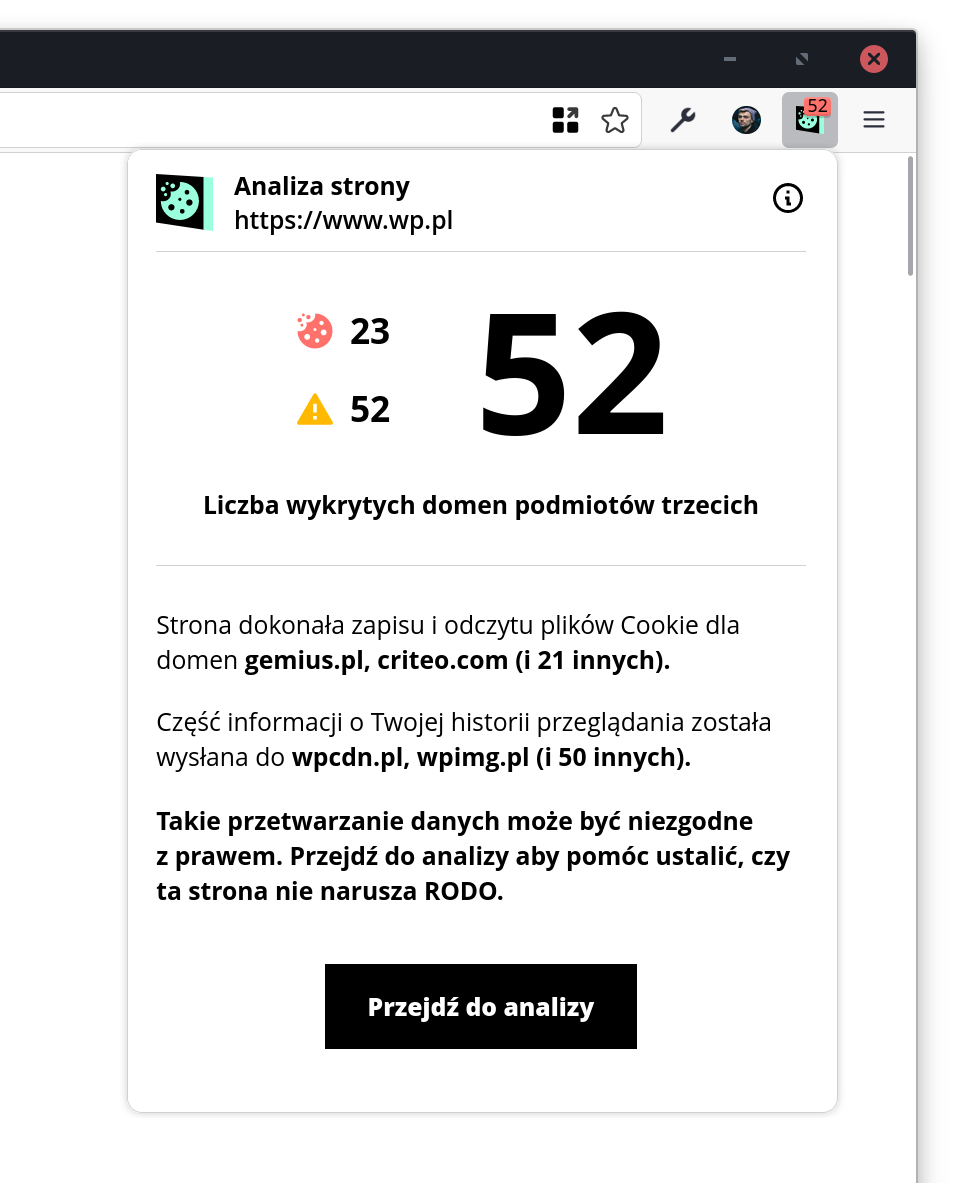 52
Analiza strony
https://www.wp.pl
23
52
52
Liczba wykrytych domen podmiotów trzecich
Strona dokonała zapisu i odczytu plików Cookie dla
domen gemius.pl, criteo.com (i 21 innych).
Część informacji o Twojej historii przeglądania została
wysłana do wpcdn.pl, wpimg.pl (i 50 innych).
Takie przetwarzanie danych może być niezgodne
z prawem. Przejdź do analizy aby pomóc ustalić, czy
ta strona nie narusza RODO.
Przejdź do analizy